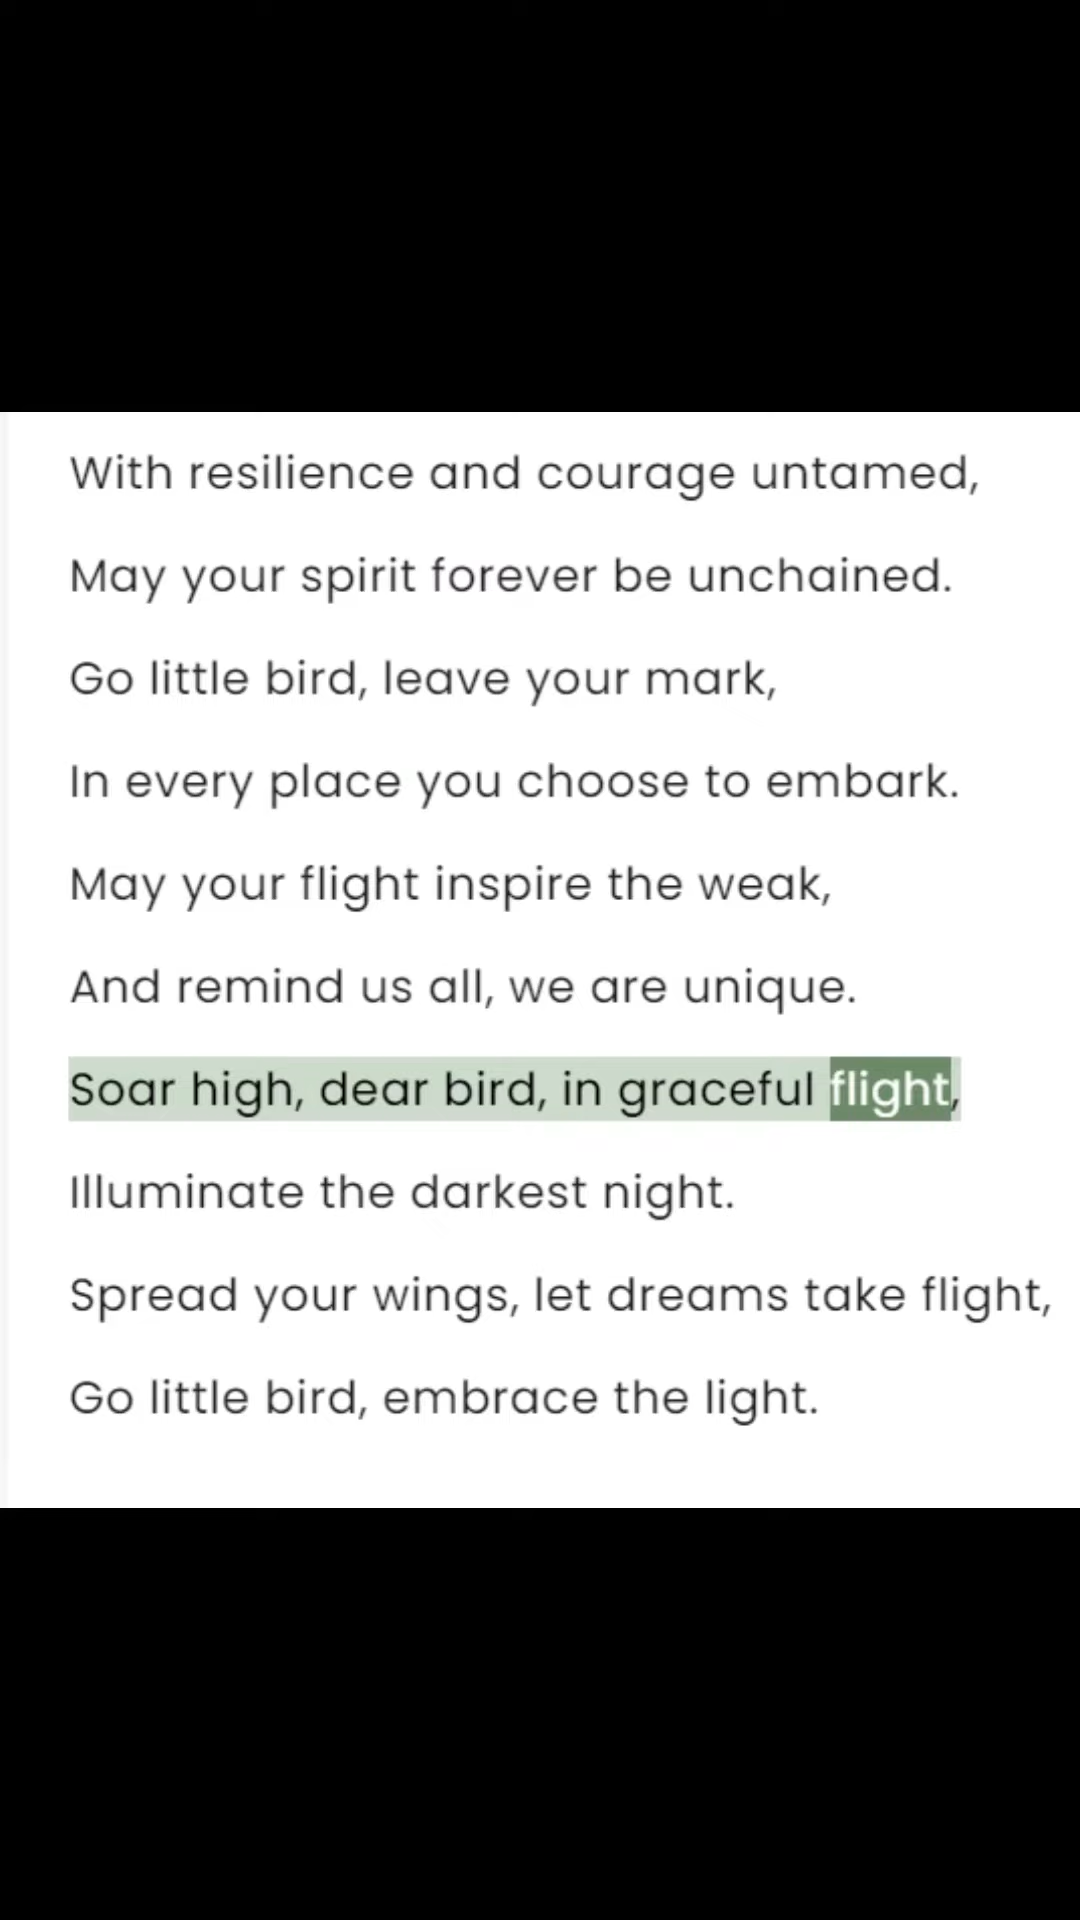 With resilience and courage untamed,
May your spirit forever be unchained.
Go little bird, leave your mark,
In every place you choose to embark.
May your flight inspire the weak,
And remind us all, we are unique.
Soar high, dear bird, in graceful flight,
Illuminate the darkest night.
Spread your wings, let dreams take flight,
Go little bird, embrace the light.